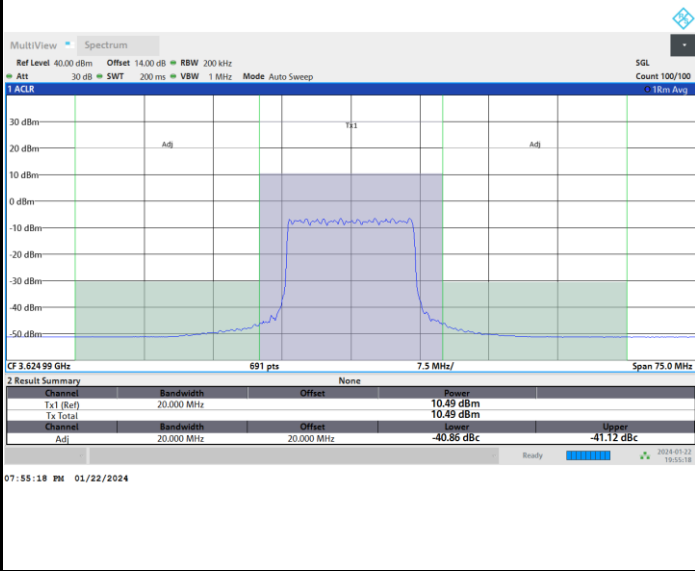 MultiView Spectrum
Ref Level 40.00 dBm Offset 14.00 dB RBW 200 kHz SGL
Att 30 dB SWT 200 ms VBW 1 MHz Mode Auto Sweep Count 100/100
1 ACLR 1Rm Avg
30 dBm
Tx1
20 dBm
Adj Adj
10 dBm
0 dBm
-10 dBm
-20 dBm
-30 dBm
-40 dBm
-50 dBm
CF 3.624 99 GHz 691 pts 7.5 MHz/ Span 75.0 MHz
2 Result Summary None
Channel Bandwidth Offset Power
Tx1 (Ref) 20.000 MHz 10.49 dBm
Tx Total 10.49 dBm
Channel Bandwidth Offset Lower Upper
Adj 20.000 MHz 20.000 MHz -40.86 dBc -41.12 dBc
Ready 2024-01-22
19:55:18
07:55:18 PM 01/22/2024